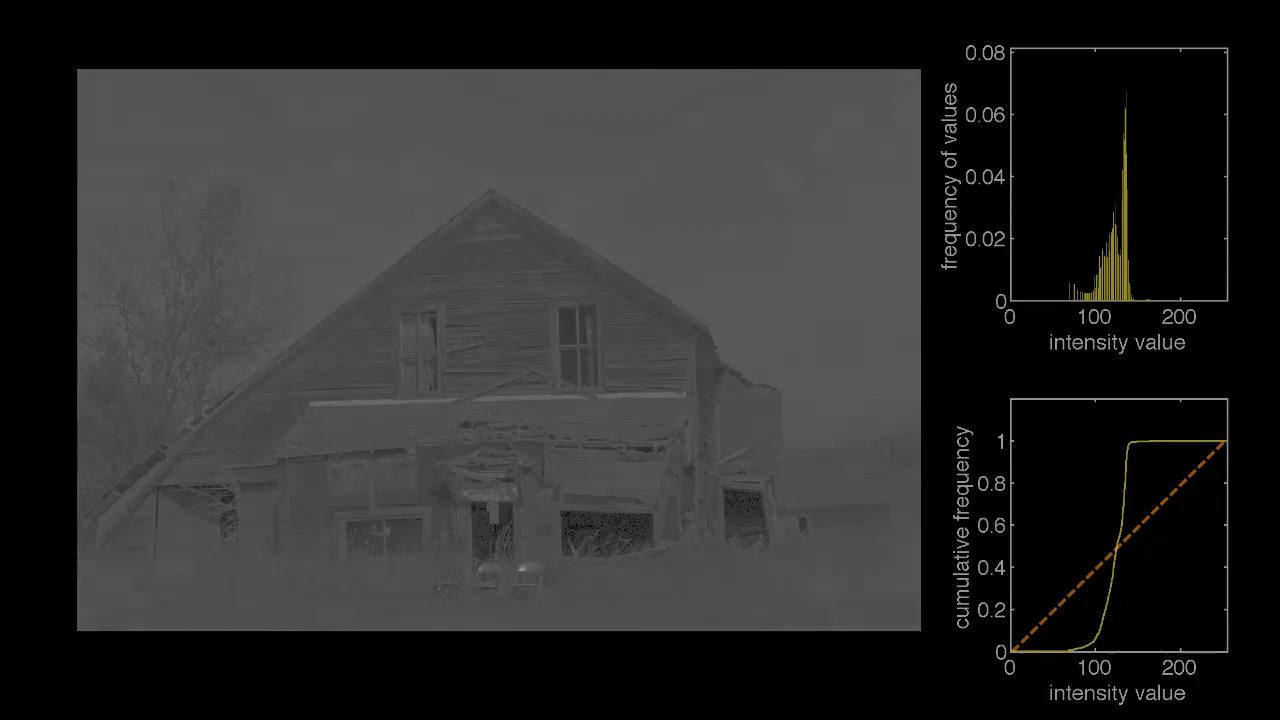 0.08
0.06
0.04
0.02
0
frequency of values
0 100 200
intensity value
1
0.8
0.6
0.4
0.2
0
cumulative frequency
0 100 200
intensity value